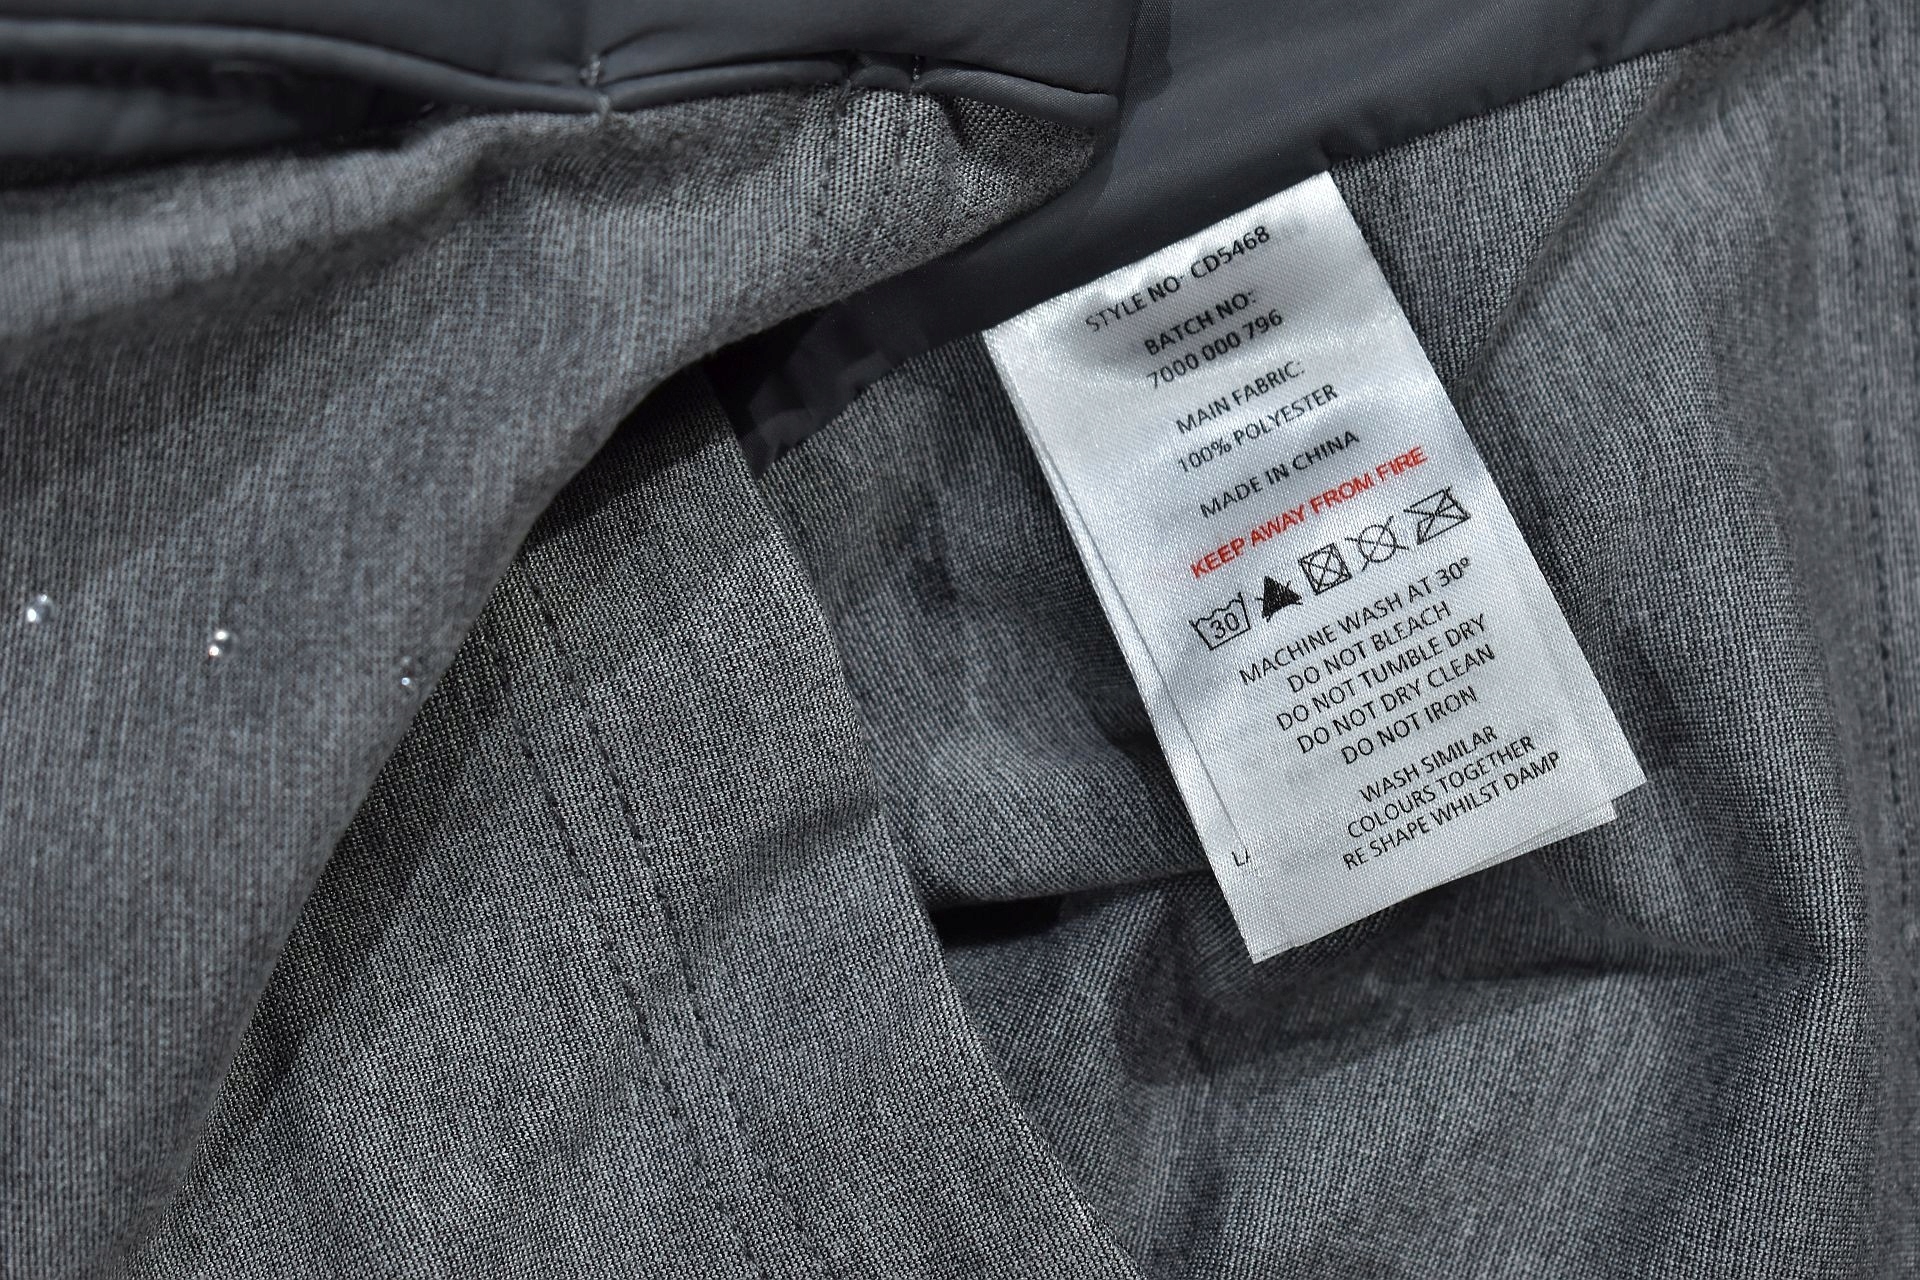 STYLE NO: CD5468
BATCH NO:
7000 000 796
MAIN FABRIC:
100% POLYESTER
MADE IN CHINA
KEEP AWAY FROM FIRE
30
MACHINE WASH AT 30°
DO NOT BLEACH
DO NOT TUMBLE DRY
DO NOT DRY CLEAN
DO NOT IRON
WASH SIMILAR
COLOURS TOGETHER
RE SHAPE WHILST DAMP